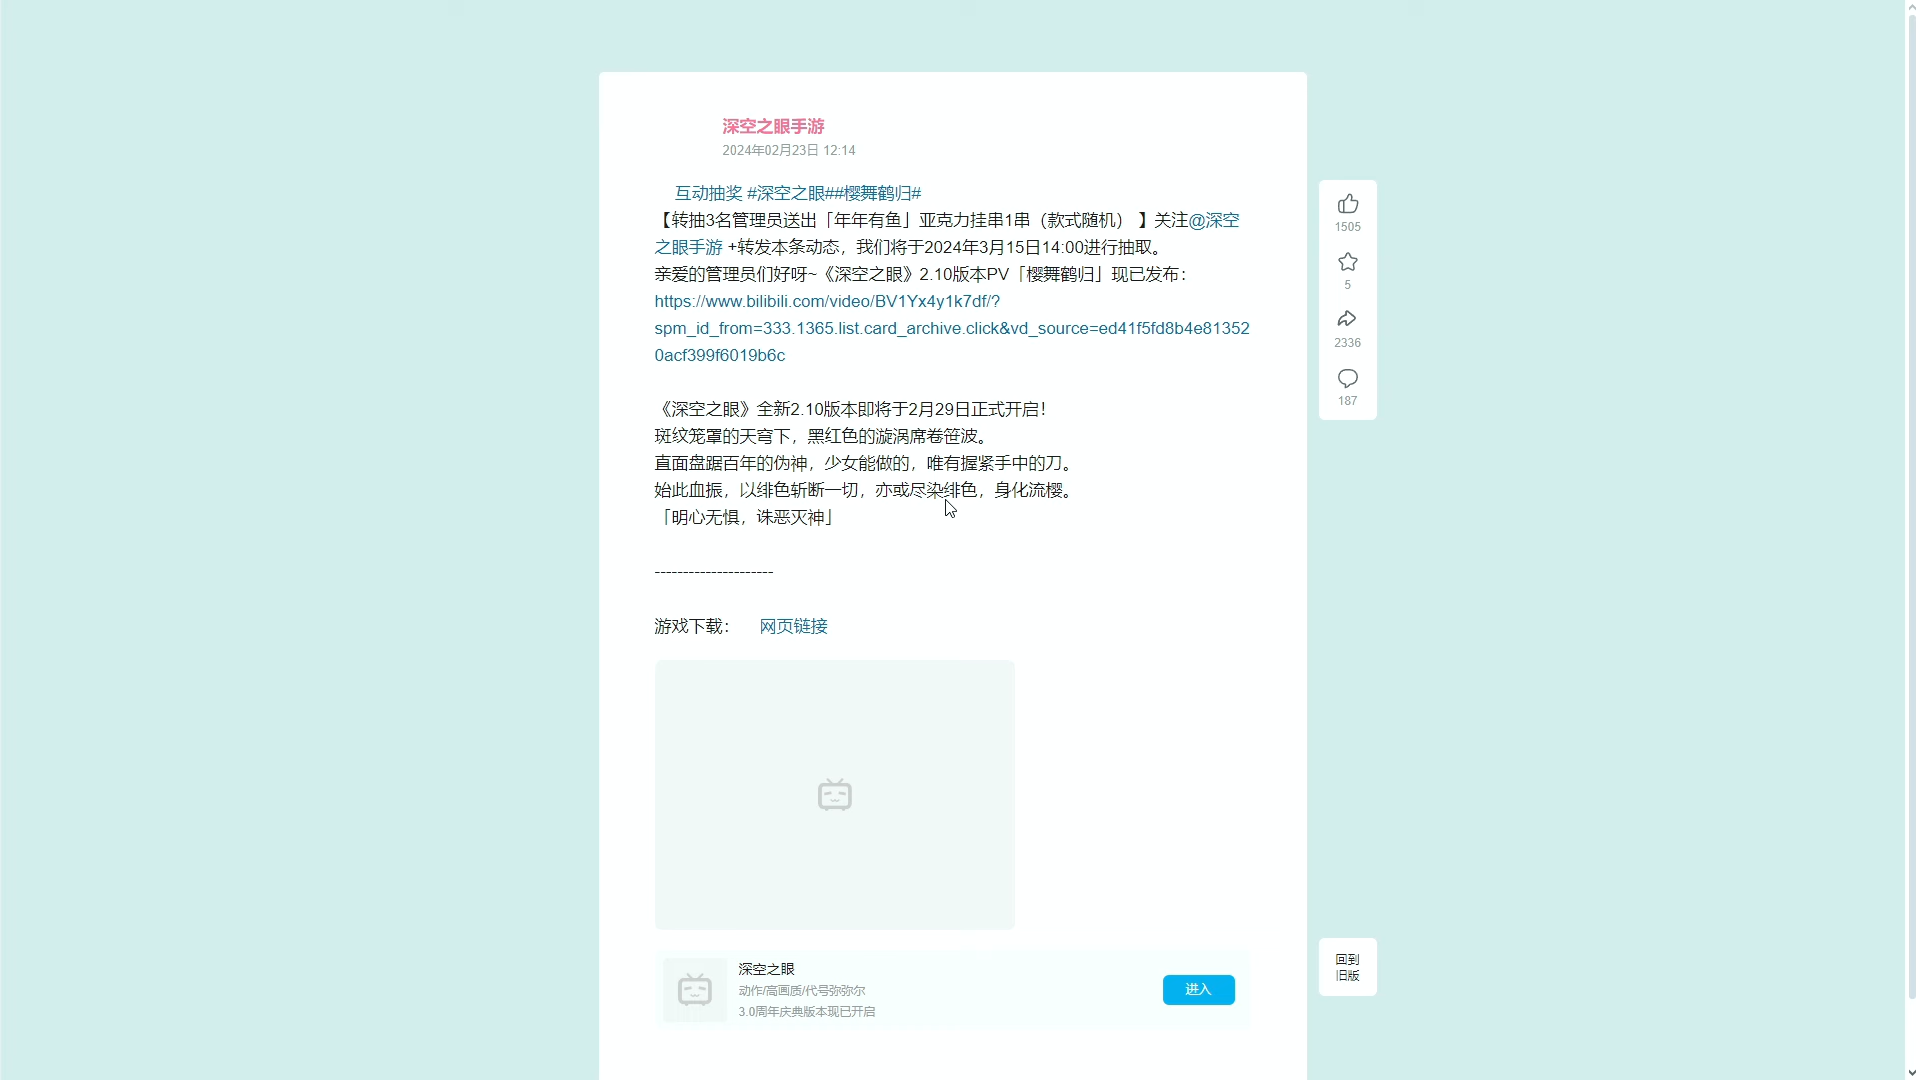 深空之眼手游
2024年02月23日 12:14
互动抽奖 #深空之眼##樱舞鹤归#
【转抽3名管理员送出「年年有鱼」亚克力挂串1串（款式随机） 】关注@深空
之眼手游 +转发本条动态，我们将于2024年3月15日14:00进行抽取。
亲爱的管理员们好呀~《深空之眼》2.10版本PV「樱舞鹤归」现已发布：
https://www.bilibili.com/video/BV1Yx4y1k7df/?
spm_id_from=333.1365.list.card_archive.click&vd_source=ed41f5fd8b4e81352
0acf399f6019b6c
《深空之眼》全新2.10版本即将于2月29日正式开启！
斑纹笼罩的天穹下，黑红色的漩涡席卷笹波。
直面盘踞百年的伪神，少女能做的，唯有握紧手中的刀。
始此血振，以绯色斩断一切，亦或尽染绯色，身化流樱。
「明心无惧，诛恶灭神」
---------------------
游戏下载： 网页链接
深空之眼
动作/高画质/代号弥弥尔
3.0周年庆典版本现已开启
进入
1505
5
2336
187
回到
旧版